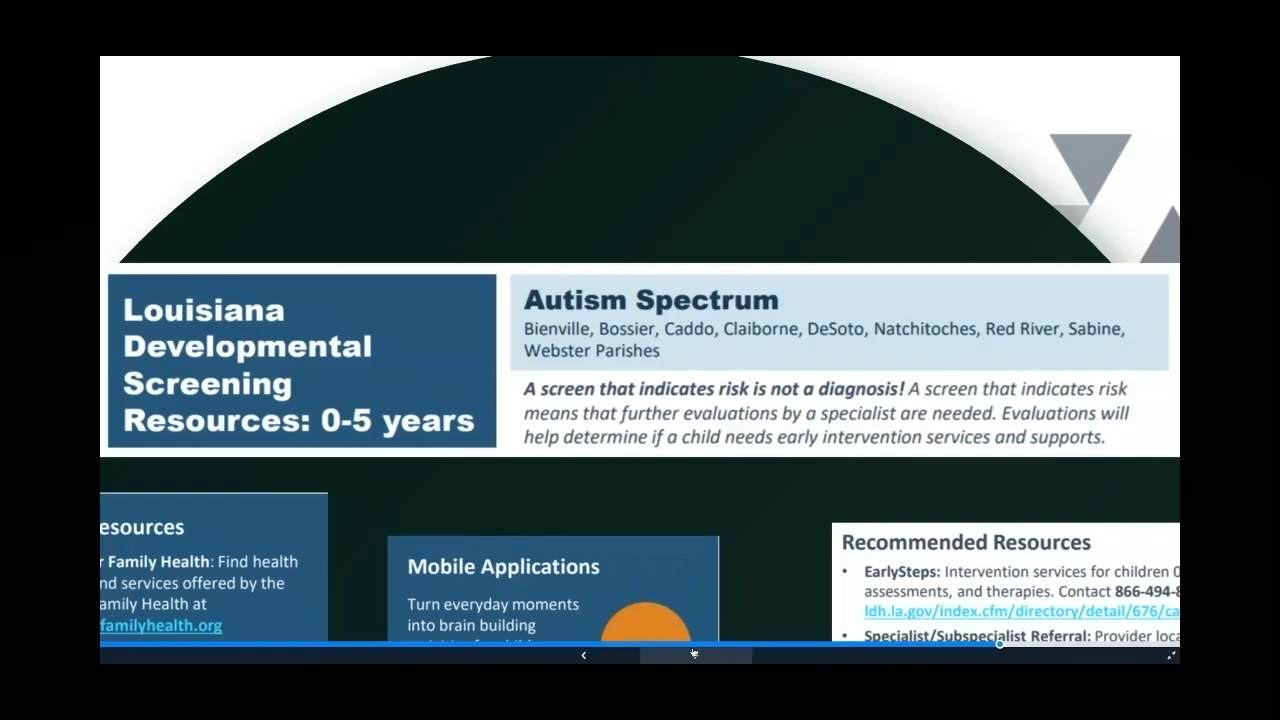 Louisiana
Developmental
Screening
Resources: 0-5 years
Autism Spectrum
Bienville, Bossier, Caddo, Claiborne, DeSoto, Natchitoches, Red River, Sabine,
Webster Parishes
A screen that indicates risk is not a diagnosis! A screen that indicates risk
means that further evaluations by a specialist are needed. Evaluations will
help determine if a child needs early intervention services and supports.
esources
r Family Health: Find health
nd services offered by the
amily Health at
familyhealth.org
Mobile Applications
Turn everyday moments
into brain building
Recommended Resources
• EarlySteps: Intervention services for children 0
assessments, and therapies. Contact 866-494-8
ldh.la.gov/index.cfm/directory/detail/676/ca
• Specialist/Subspecialist Referral: Provider loca